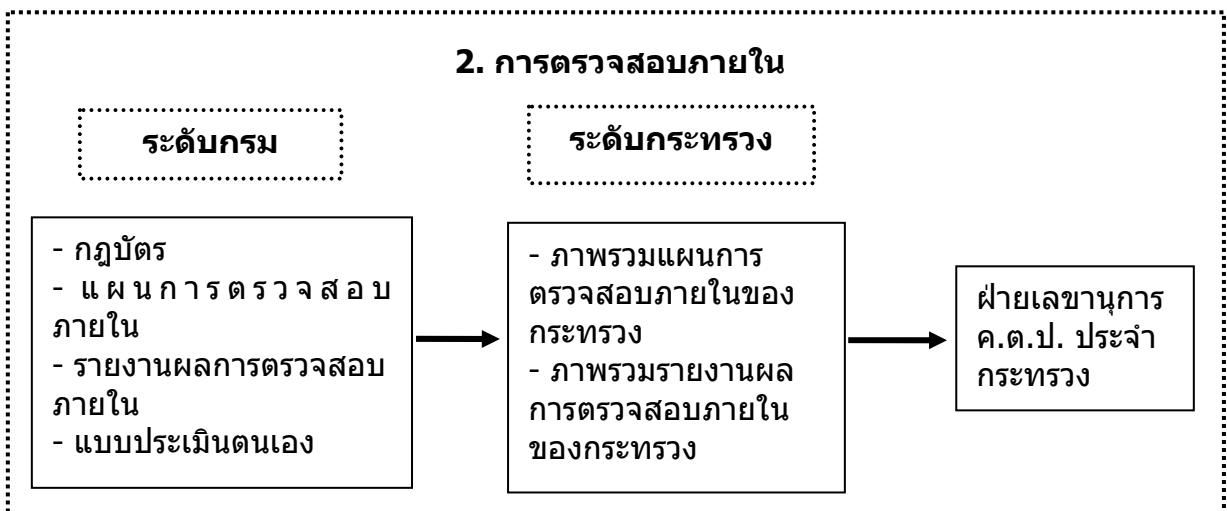 2. การตรวจสอบภายใน
ระดับกรม
ระดับกระทรวง
- กฎบัตร
- แผนการตรวจสอบ
ภายใน
- รายงานผลการตรวจสอบ
ภายใน
- แบบประเมินตนเอง
- ภาพรวมแผนการ
ตรวจสอบภายในของ
กระทรวง
- ภาพรวมรายงานผล
การตรวจสอบภายใน
ของกระทรวง
ฝ่ายเลขานุการ
ค.ต.ป. ประจำ
กระทรวง